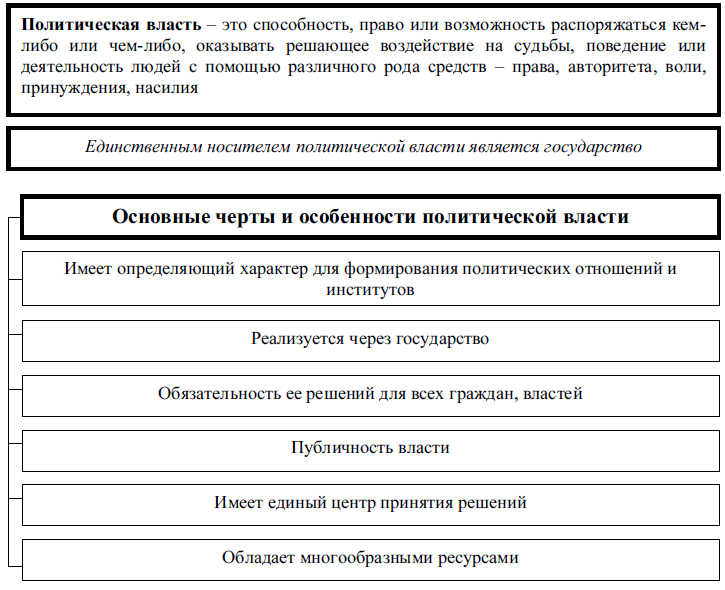 Политическая власть – это способность, право или возможность распоряжаться кем-
либо или чем-либо, оказывать решающее воздействие на судьбы, поведение или
деятельность людей с помощью различного рода средств – права, авторитета, воли,
принуждения, насилия
Единственным носителем политической власти является государство
Основные черты и особенности политической власти
Имеет определяющий характер для формирования политических отношений и
институтов
Реализуется через государство
Обязательность ее решений для всех граждан, властей
Публичность власти
Имеет единый центр принятия решений
Обладает многообразными ресурсами